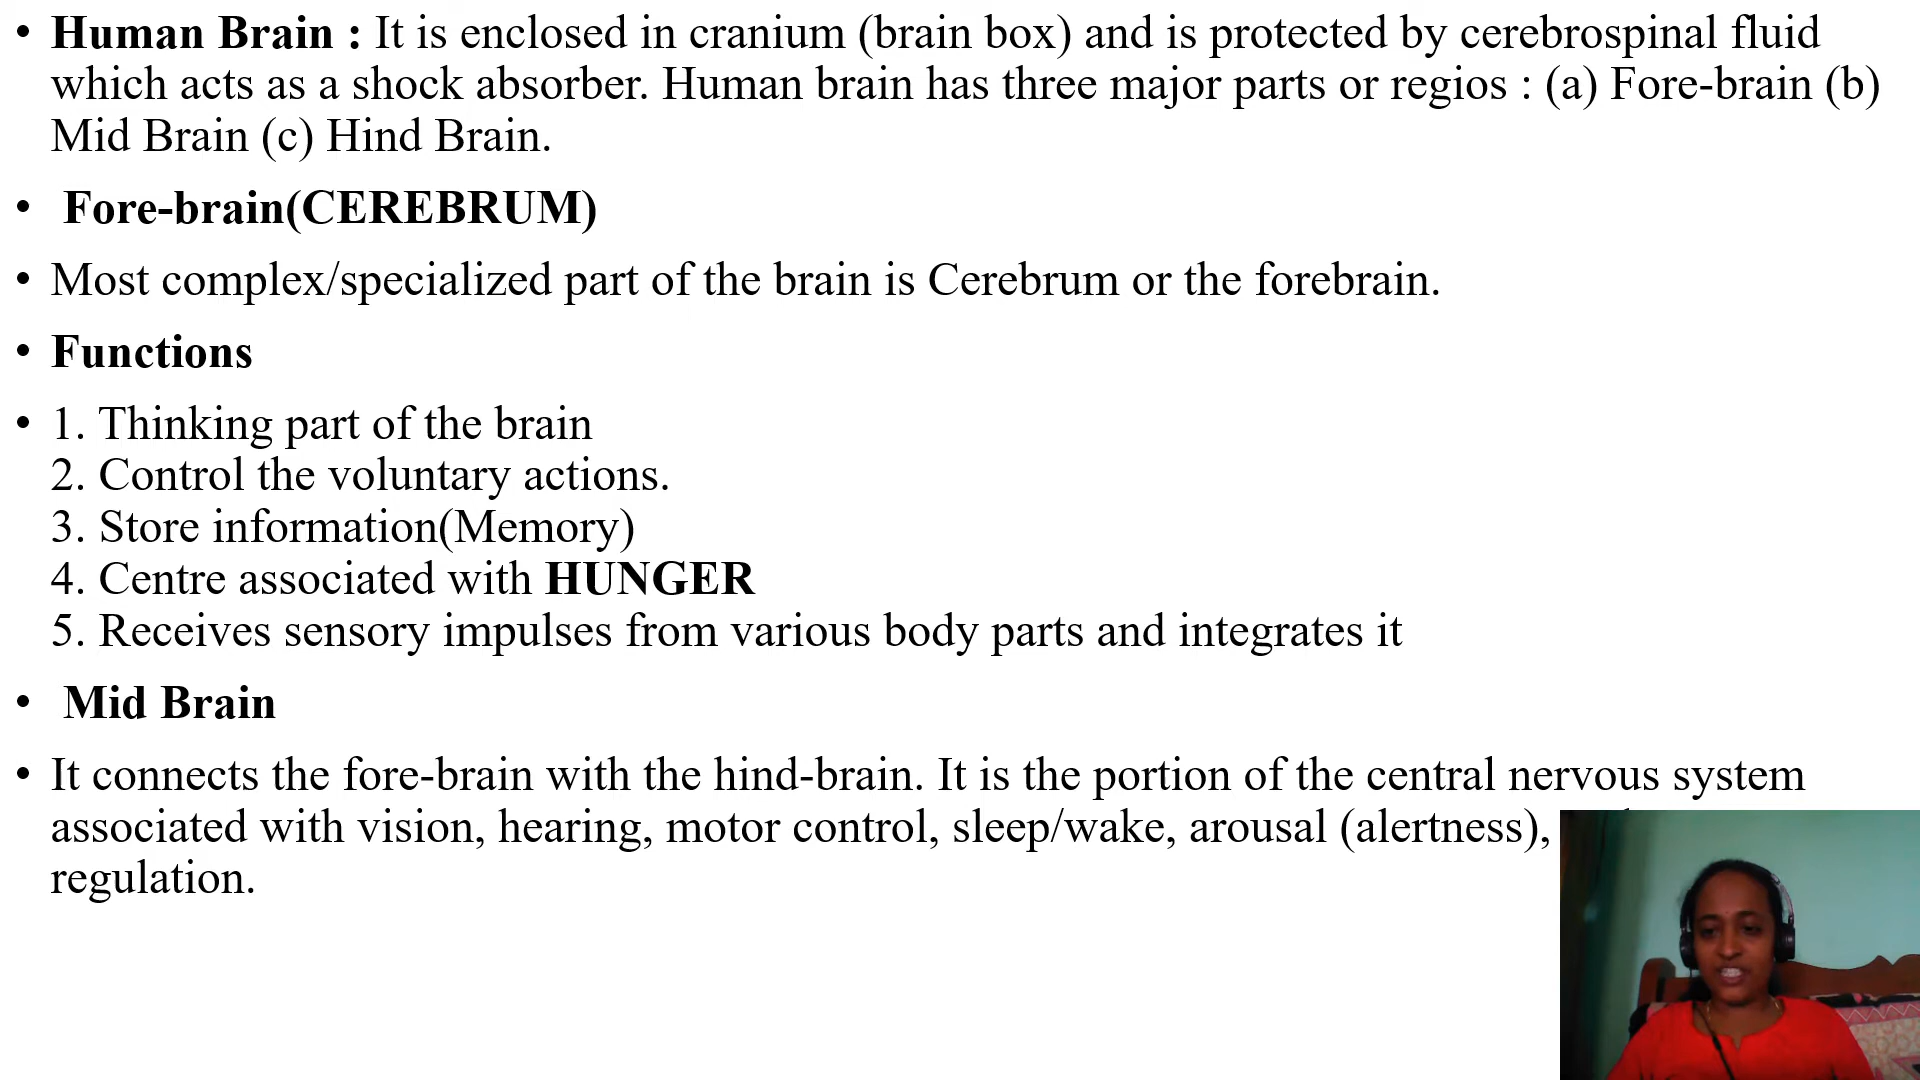 • Human Brain : It is enclosed in cranium (brain box) and is protected by cerebrospinal fluid
which acts as a shock absorber. Human brain has three major parts or regios : (a) Fore-brain (b)
Mid Brain (c) Hind Brain.
• Fore-brain(CEREBRUM)
• Most complex/specialized part of the brain is Cerebrum or the forebrain.
• Functions
• 1. Thinking part of the brain
2. Control the voluntary actions.
3. Store information(Memory)
4. Centre associated with HUNGER
5. Receives sensory impulses from various body parts and integrates it
• Mid Brain
• It connects the fore-brain with the hind-brain. It is the portion of the central nervous system
associated with vision, hearing, motor control, sleep/wake, arousal (alertness),
regulation.